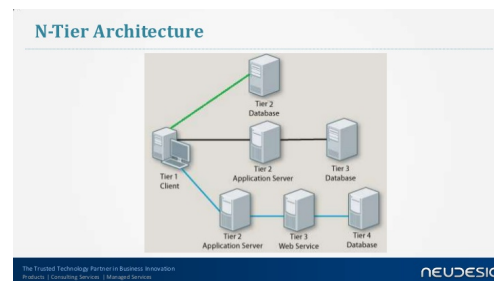 N-Tier Architecture
Tier 2
Database
Tier 1
Client
Tier 2
Application Server
Tier 3
Database
Tier 2
Application Server
Tier 3
Web Service
Tier 4
Database
The Trusted Technology Partner in Business Innovation
Products | Consulting Services | Managed Services
NEUDESIC